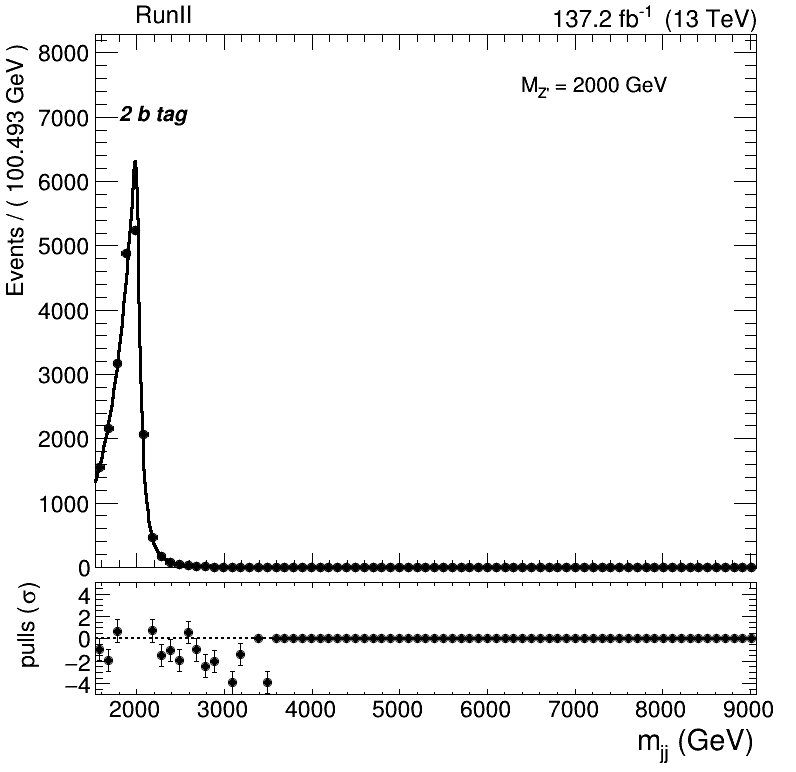 RunII
137.2 fb⁻¹ (13 TeV)
Events / ( 100.493 GeV )
8000
7000
6000
5000
4000
3000
2000
1000
0
M_Z' = 2000 GeV
2 b tag
pulls (σ)
4
2
0
−2
−4
2000 3000 4000 5000 6000 7000 8000 9000
m_jj (GeV)